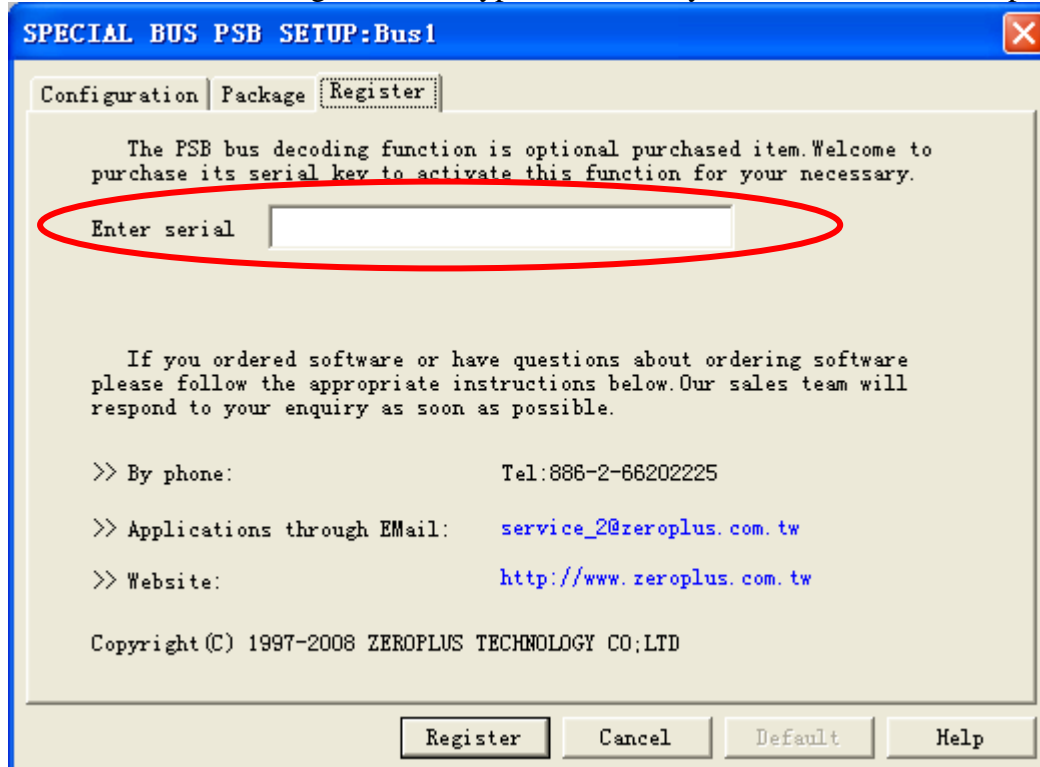 SPECIAL BUS PSB SETUP:Bus1
Configuration Package Register
The PSB bus decoding function is optional purchased item.Welcome to
purchase its serial key to activate this function for your necessary.
Enter serial
If you ordered software or have questions about ordering software
please follow the appropriate instructions below.Our sales team will
respond to your enquiry as soon as possible.
>> By phone: Tel:886-2-66202225
>> Applications through EMail: service_2@zeroplus.com.tw
>> Website: http://www.zeroplus.com.tw
Copyright(C) 1997-2008 ZEROPLUS TECHNOLOGY CO;LTD
Register Cancel Default Help